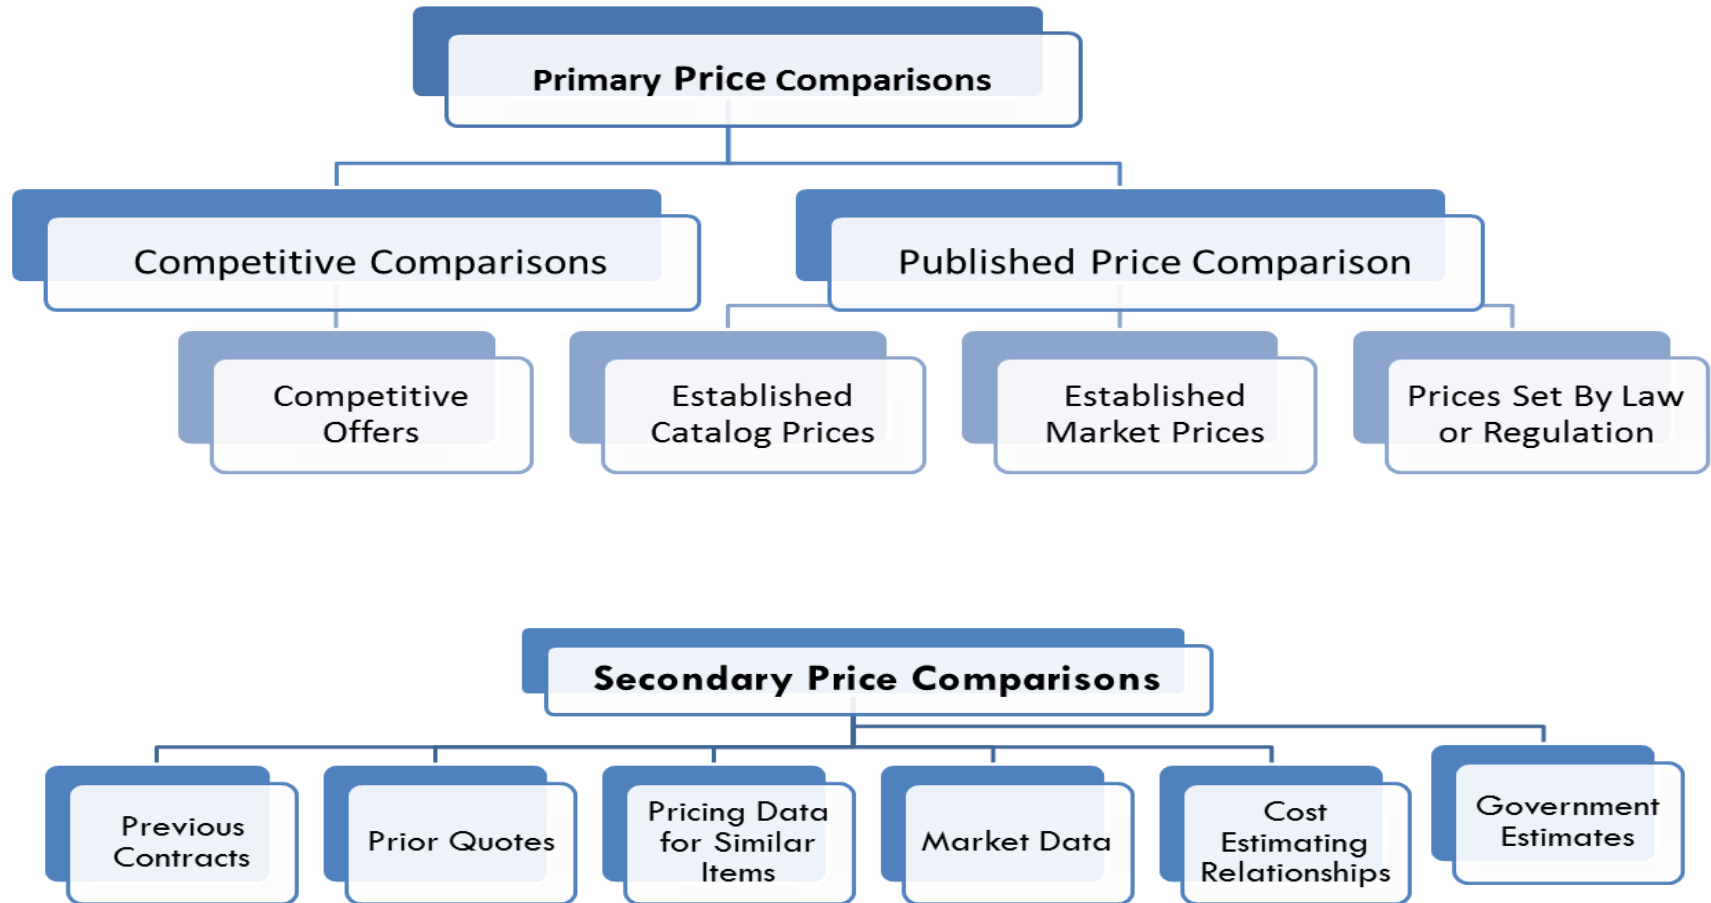 Primary Price Comparisons
Competitive Comparisons
Published Price Comparison
Competitive
Offers
Established
Catalog Prices
Established
Market Prices
Prices Set By Law
or Regulation
Secondary Price Comparisons
Previous
Contracts
Prior Quotes
Pricing Data
for Similar
Items
Market Data
Cost
Estimating
Relationships
Government
Estimates